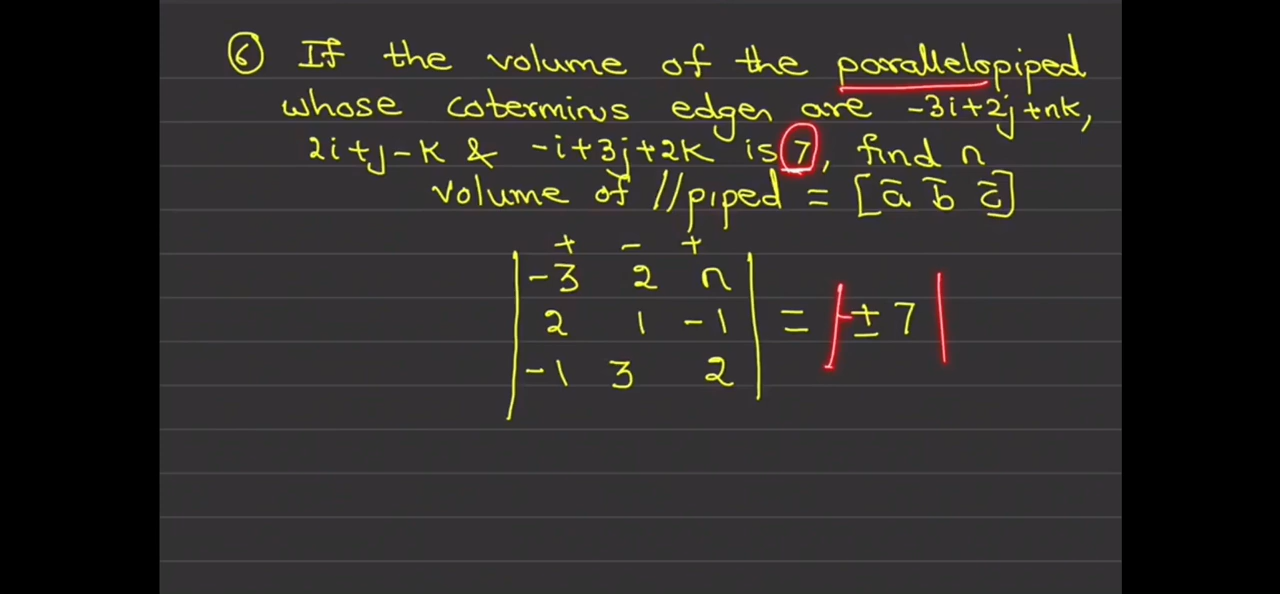 ⑥ If the volume of the parallelopiped
whose coterminus edges are -3i+2j+nk,
2i+j-k & -i+3j+2k is 7, find n
volume of //piped = [a̅ b̅ c̅]
+ - +
| -3 2 n |
| 2 1 -1 | = |± 7|
| -1 3 2 |